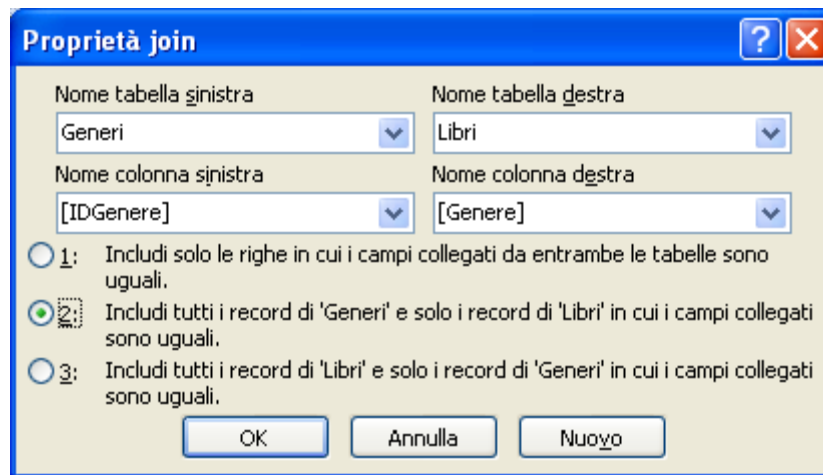 Proprietà join
Nome tabella sinistra Nome tabella destra
Generi Libri
Nome colonna sinistra Nome colonna destra
[IDGenere] [Genere]
1: Includi solo le righe in cui i campi collegati da entrambe le tabelle sono
uguali.
2: Includi tutti i record di 'Generi' e solo i record di 'Libri' in cui i campi collegati
sono uguali.
3: Includi tutti i record di 'Libri' e solo i record di 'Generi' in cui i campi collegati
sono uguali.
OK Annulla Nuovo